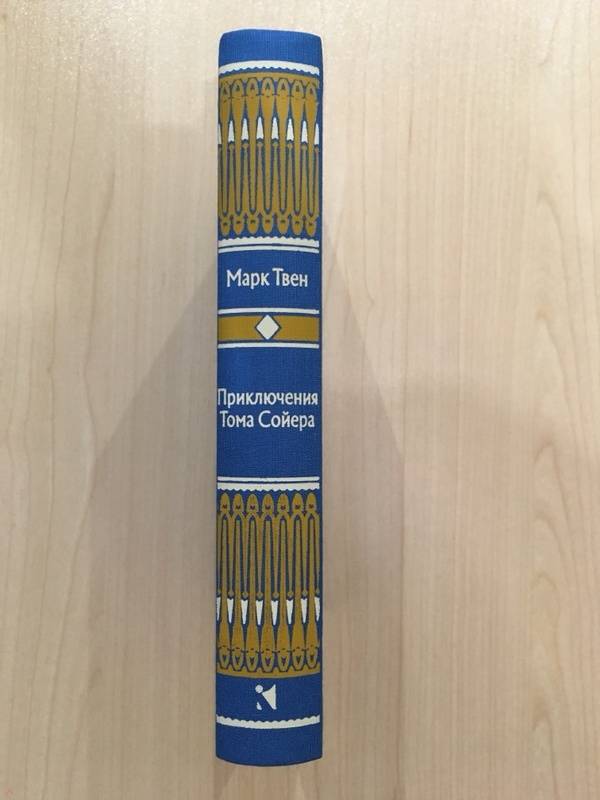 Марк Твен
Приключения
Тома Сойера